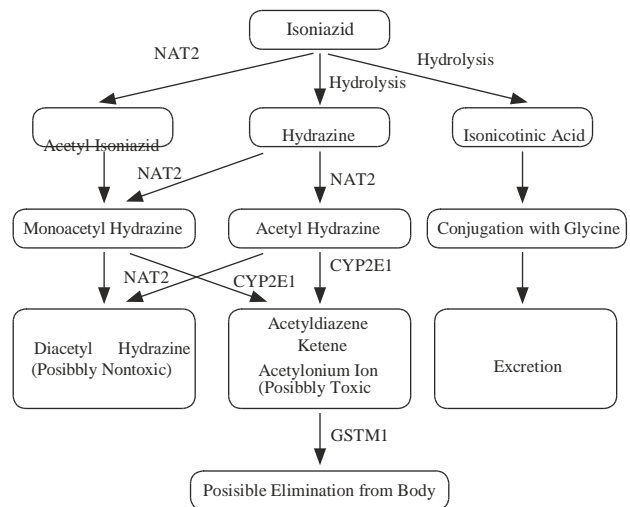 Isoniazid
NAT2
Hydrolysis
Hydrolysis
Acetyl Isoniazid
Hydrazine
Isonicotinic Acid
NAT2
NAT2
Monoacetyl Hydrazine
Acetyl Hydrazine
Conjugation with Glycine
NAT2
CYP2E1
CYP2E1
Diacetyl Hydrazine
(Posibbly Nontoxic)
Acetyldiazene
Ketene
Acetylonium Ion
(Posibbly Toxic
Excretion
GSTM1
Posisible Elimination from Body